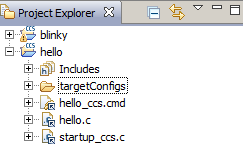 Project Explorer
blinky
hello
Includes
targetConfigs
hello_ccs.cmd
hello.c
startup_ccs.c